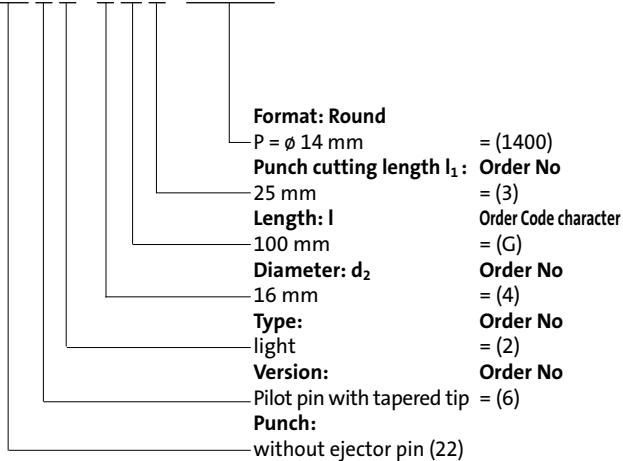 Format: Round
P = ø 14 mm = (1400)
Punch cutting length l₁ : Order No
25 mm = (3)
Length: l Order Code character
100 mm = (G)
Diameter: d₂ Order No
16 mm = (4)
Type: Order No
light = (2)
Version: Order No
Pilot pin with tapered tip = (6)
Punch:
without ejector pin (22)